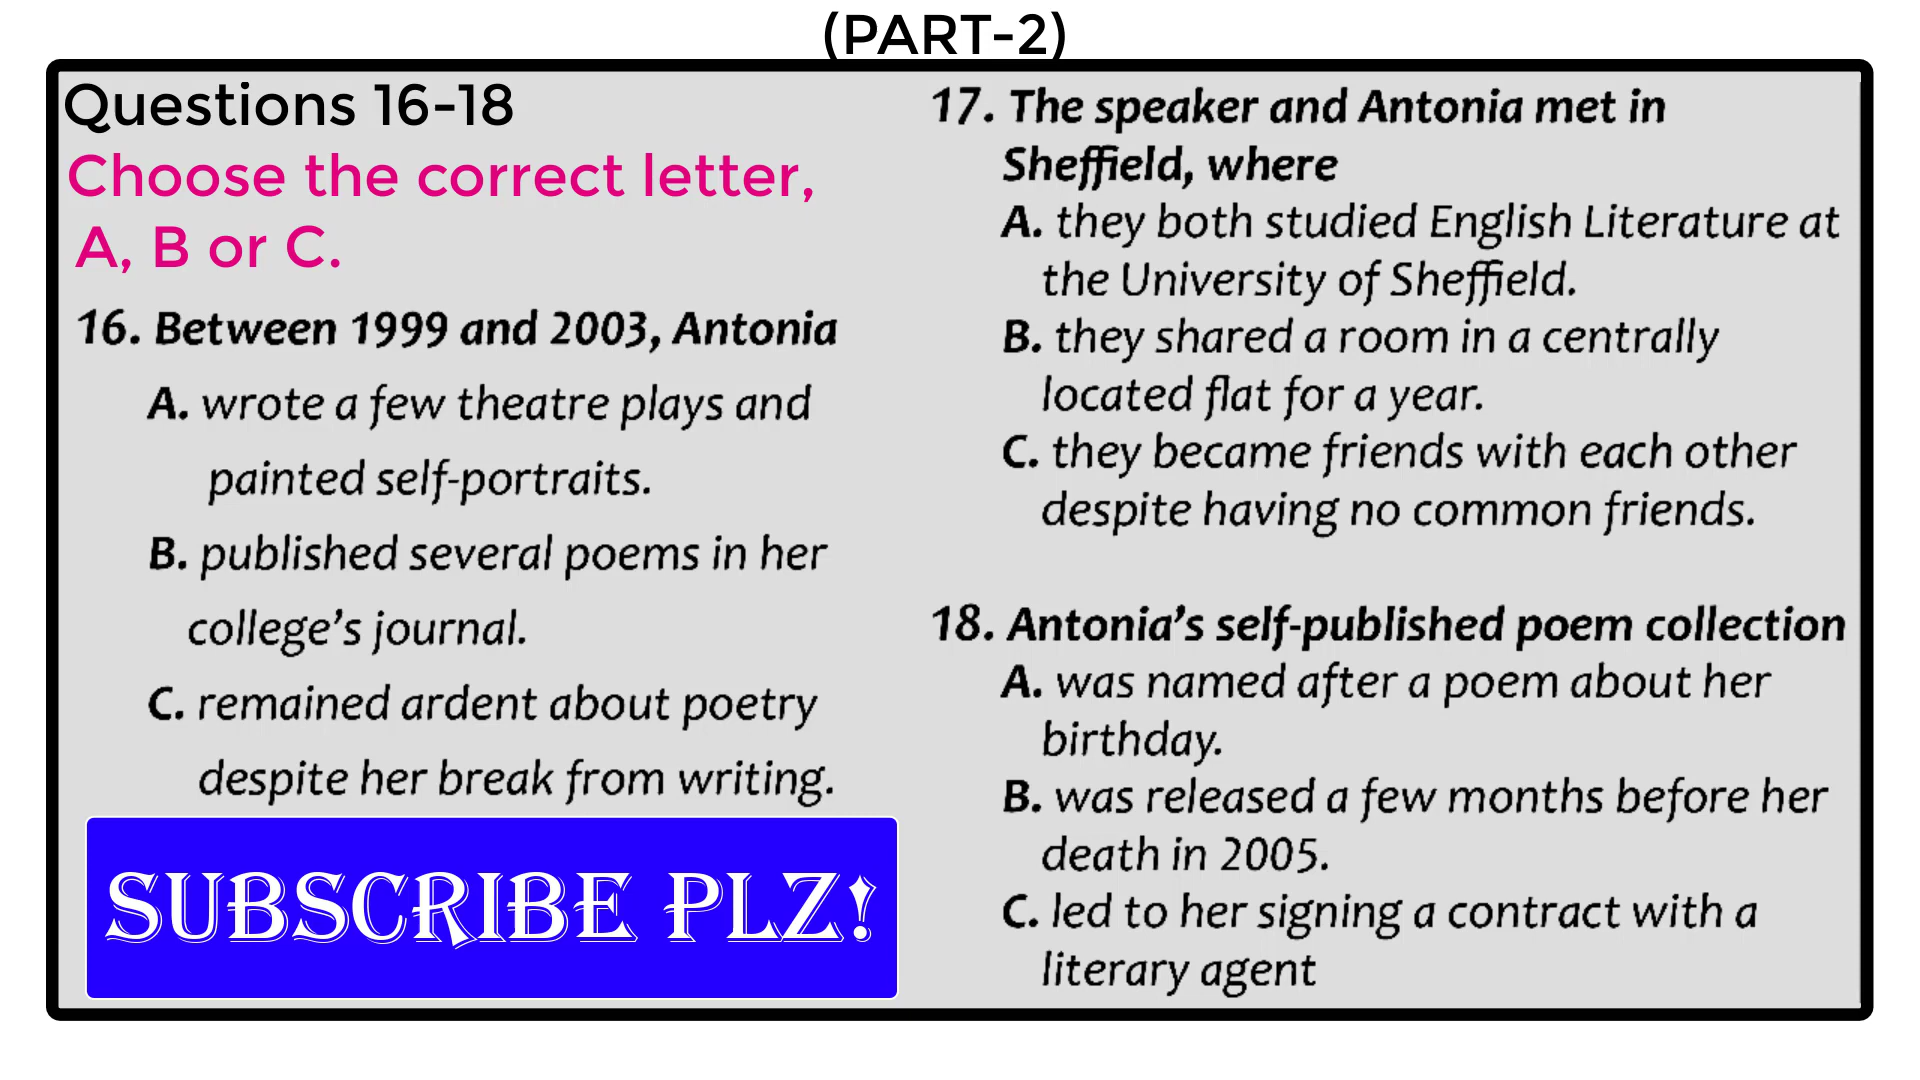 (PART-2)
Questions 16-18
Choose the correct letter,
A, B or C.
16. Between 1999 and 2003, Antonia
A. wrote a few theatre plays and
painted self-portraits.
B. published several poems in her
college's journal.
C. remained ardent about poetry
despite her break from writing.
SUBSCRIBE PLZ!
17. The speaker and Antonia met in
Sheffield, where
A. they both studied English Literature at
the University of Sheffield.
B. they shared a room in a centrally
located flat for a year.
C. they became friends with each other
despite having no common friends.
18. Antonia's self-published poem collection
A. was named after a poem about her
birthday.
B. was released a few months before her
death in 2005.
C. led to her signing a contract with a
literary agent